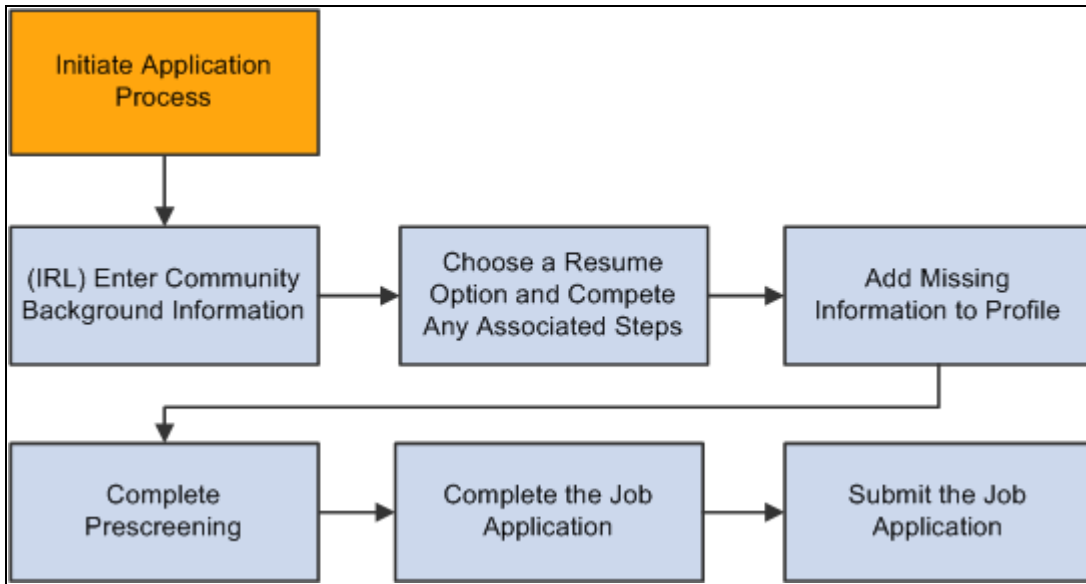 Initiate Application
Process
(IRL) Enter Community
Background Information
Choose a Resume
Option and Compete
Any Associated Steps
Add Missing
Information to Profile
Complete
Prescreening
Complete the Job
Application
Submit the Job
Application